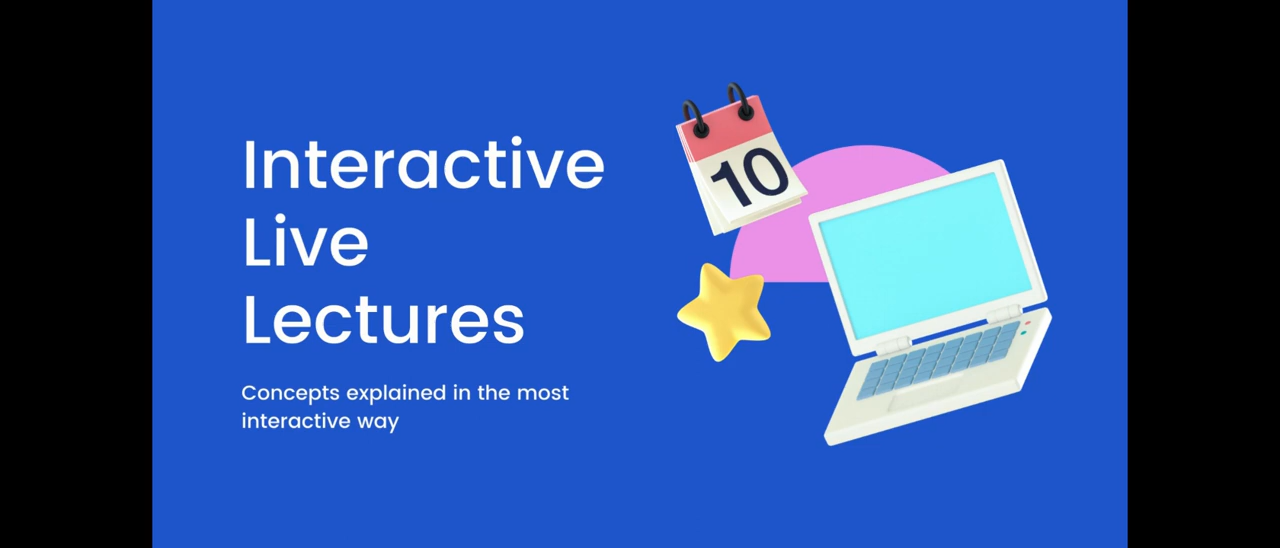 Interactive
Live
Lectures
Concepts explained in the most
interactive way
10